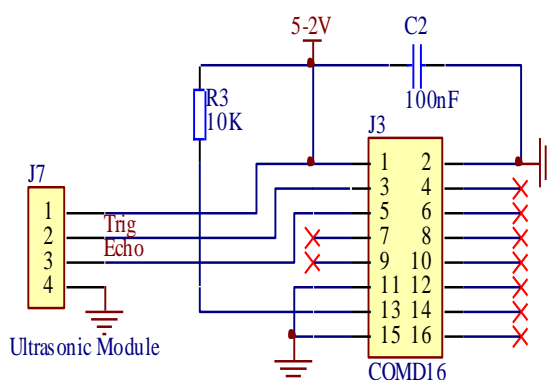 5-2V
C2
100nF
R3
10K
J3
1 2
3 4
5 6
7 8
9 10
11 12
13 14
15 16
COMD16
J7
1
2
3
4
Trig
Echo
Ultrasonic Module